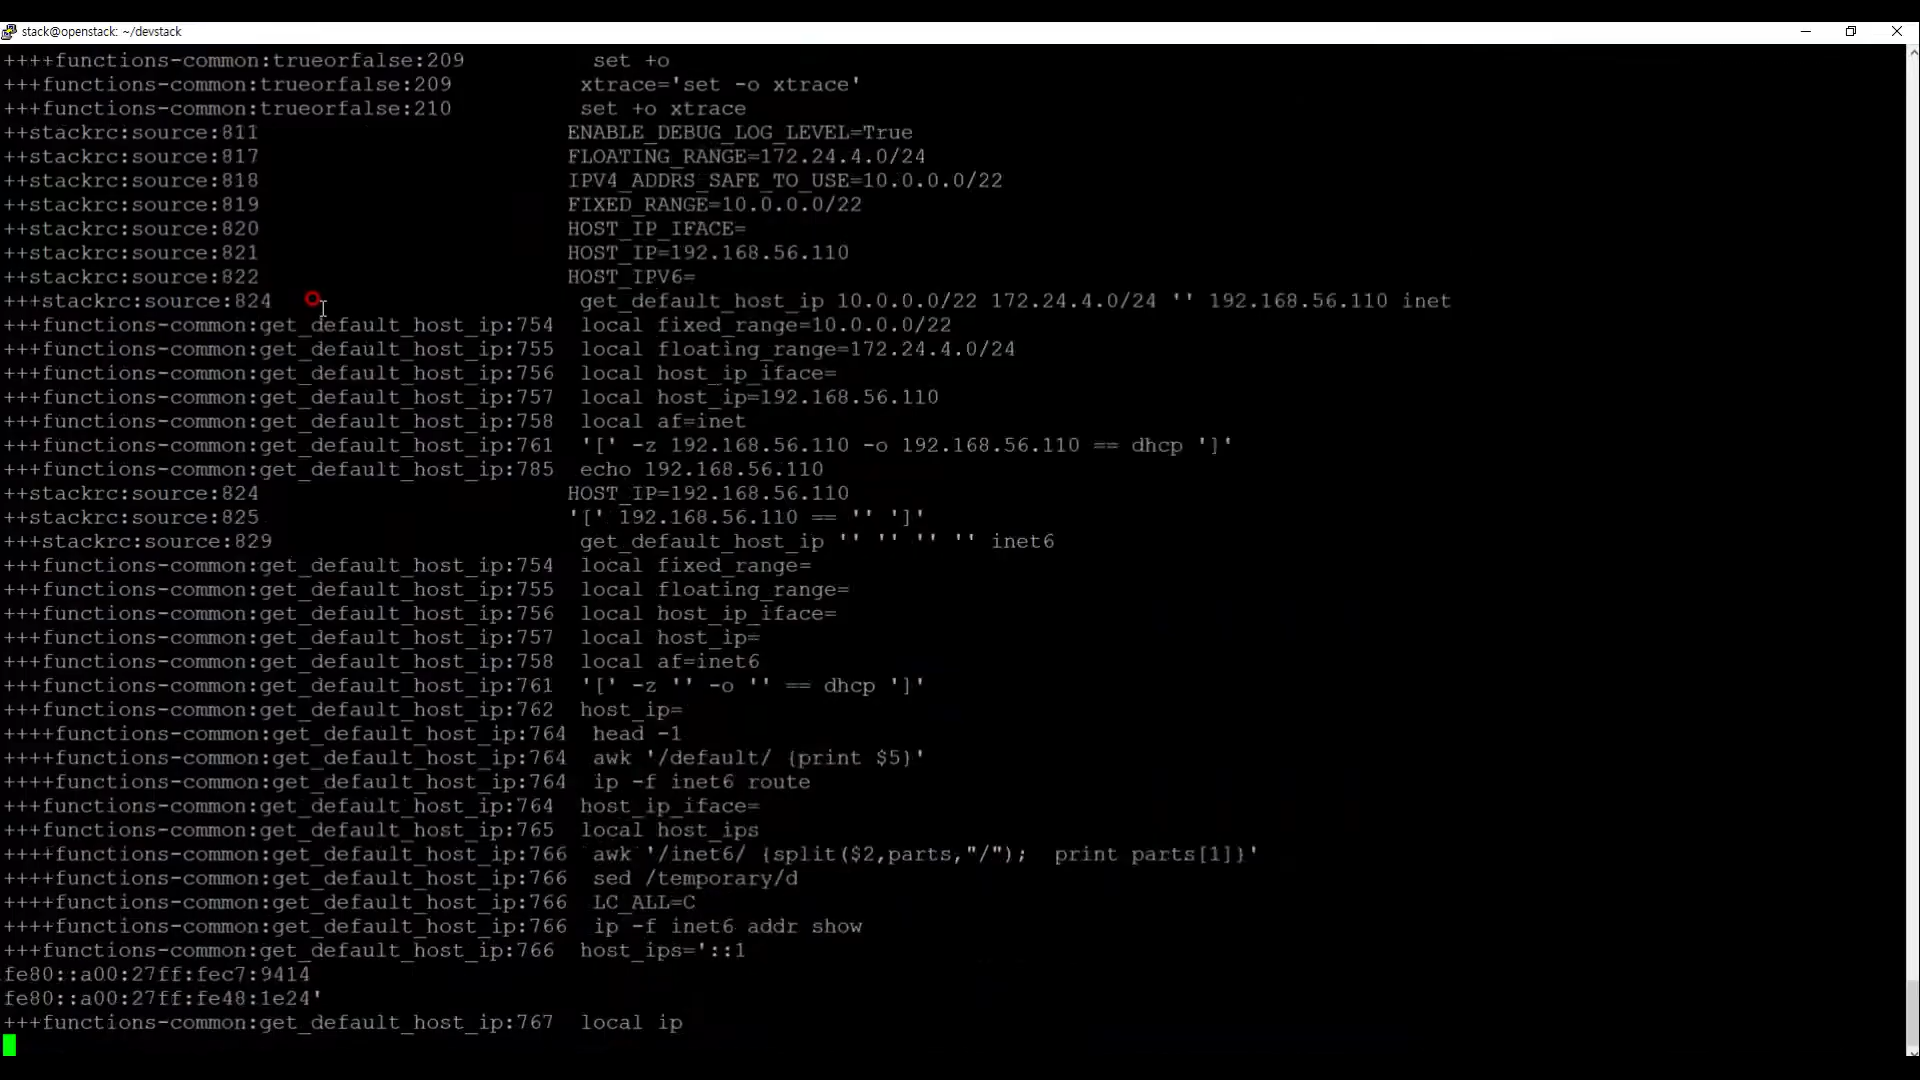 stack@openstack: ~/devstack
++++functions-common:trueorfalse:209 set +o
+++functions-common:trueorfalse:209 xtrace='set -o xtrace'
+++functions-common:trueorfalse:210 set +o xtrace
++stackrc:source:811 ENABLE_DEBUG_LOG_LEVEL=True
++stackrc:source:817 FLOATING_RANGE=172.24.4.0/24
++stackrc:source:818 IPV4_ADDRS_SAFE_TO_USE=10.0.0.0/22
++stackrc:source:819 FIXED_RANGE=10.0.0.0/22
++stackrc:source:820 HOST_IP_IFACE=
++stackrc:source:821 HOST_IP=192.168.56.110
++stackrc:source:822 HOST_IPV6=
+++stackrc:source:824 get_default_host_ip 10.0.0.0/22 172.24.4.0/24 '' 192.168.56.110 inet
+++functions-common:get_default_host_ip:754 local fixed_range=10.0.0.0/22
+++functions-common:get_default_host_ip:755 local floating_range=172.24.4.0/24
+++functions-common:get_default_host_ip:756 local host_ip_iface=
+++functions-common:get_default_host_ip:757 local host_ip=192.168.56.110
+++functions-common:get_default_host_ip:758 local af=inet
+++functions-common:get_default_host_ip:761 '[' -z 192.168.56.110 -o 192.168.56.110 == dhcp ']'
+++functions-common:get_default_host_ip:785 echo 192.168.56.110
++stackrc:source:824 HOST_IP=192.168.56.110
++stackrc:source:825 '[' 192.168.56.110 == '' ']'
+++stackrc:source:829 get_default_host_ip '' '' '' '' inet6
+++functions-common:get_default_host_ip:754 local fixed_range=
+++functions-common:get_default_host_ip:755 local floating_range=
+++functions-common:get_default_host_ip:756 local host_ip_iface=
+++functions-common:get_default_host_ip:757 local host_ip=
+++functions-common:get_default_host_ip:758 local af=inet6
+++functions-common:get_default_host_ip:761 '[' -z '' -o '' == dhcp ']'
+++functions-common:get_default_host_ip:762 host_ip=
++++functions-common:get_default_host_ip:764 head -1
++++functions-common:get_default_host_ip:764 awk '/default/ {print $5}'
++++functions-common:get_default_host_ip:764 ip -f inet6 route
+++functions-common:get_default_host_ip:764 host_ip_iface=
+++functions-common:get_default_host_ip:765 local host_ips
++++functions-common:get_default_host_ip:766 awk '/inet6/ {split($2,parts,"/"); print parts[1]}'
++++functions-common:get_default_host_ip:766 sed /temporary/d
++++functions-common:get_default_host_ip:766 LC_ALL=C
++++functions-common:get_default_host_ip:766 ip -f inet6 addr show
+++functions-common:get_default_host_ip:766 host_ips='::1
fe80::a00:27ff:fec7:9414
fe80::a00:27ff:fe48:1e24'
+++functions-common:get_default_host_ip:767 local ip